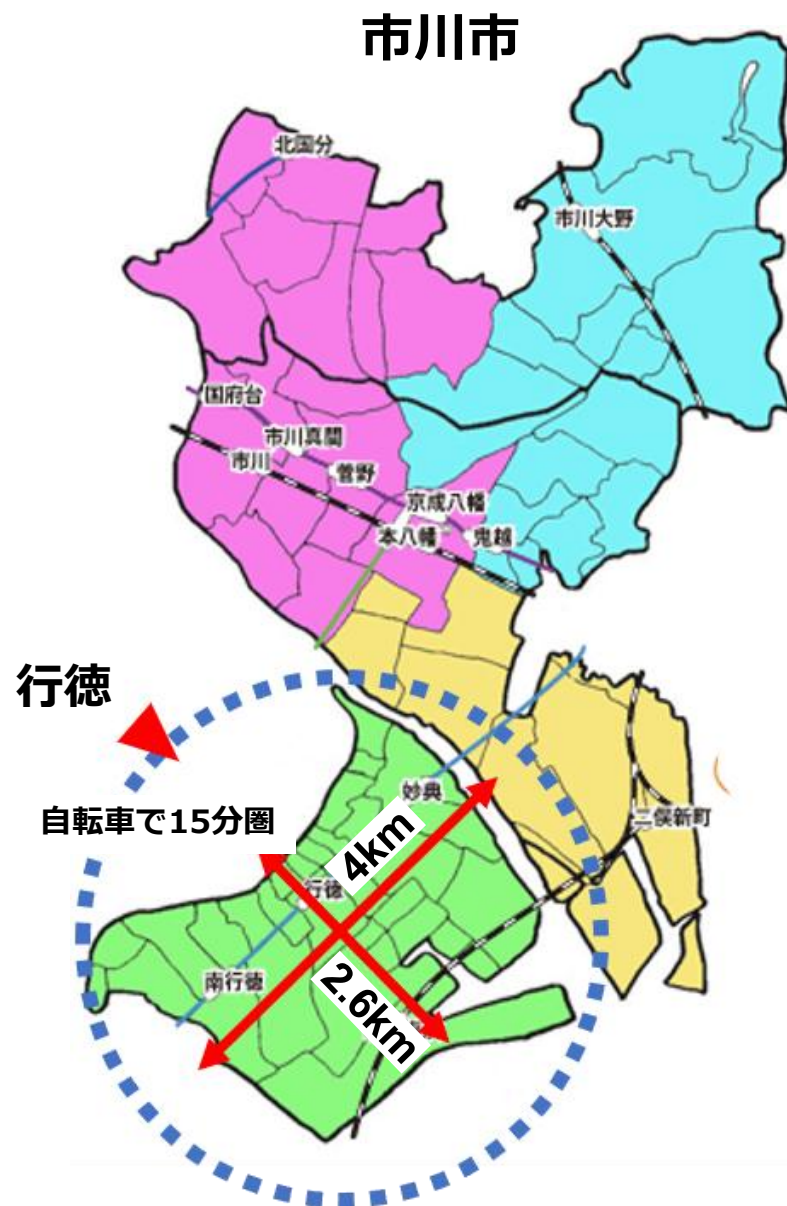 市川市
北国分
市川大野
国府台
市川真間
市川
菅野
京成八幡
本八幡
鬼越
行徳
妙典
二俣新町
自転車で15分圏
4km
行徳
南行徳
2.6km